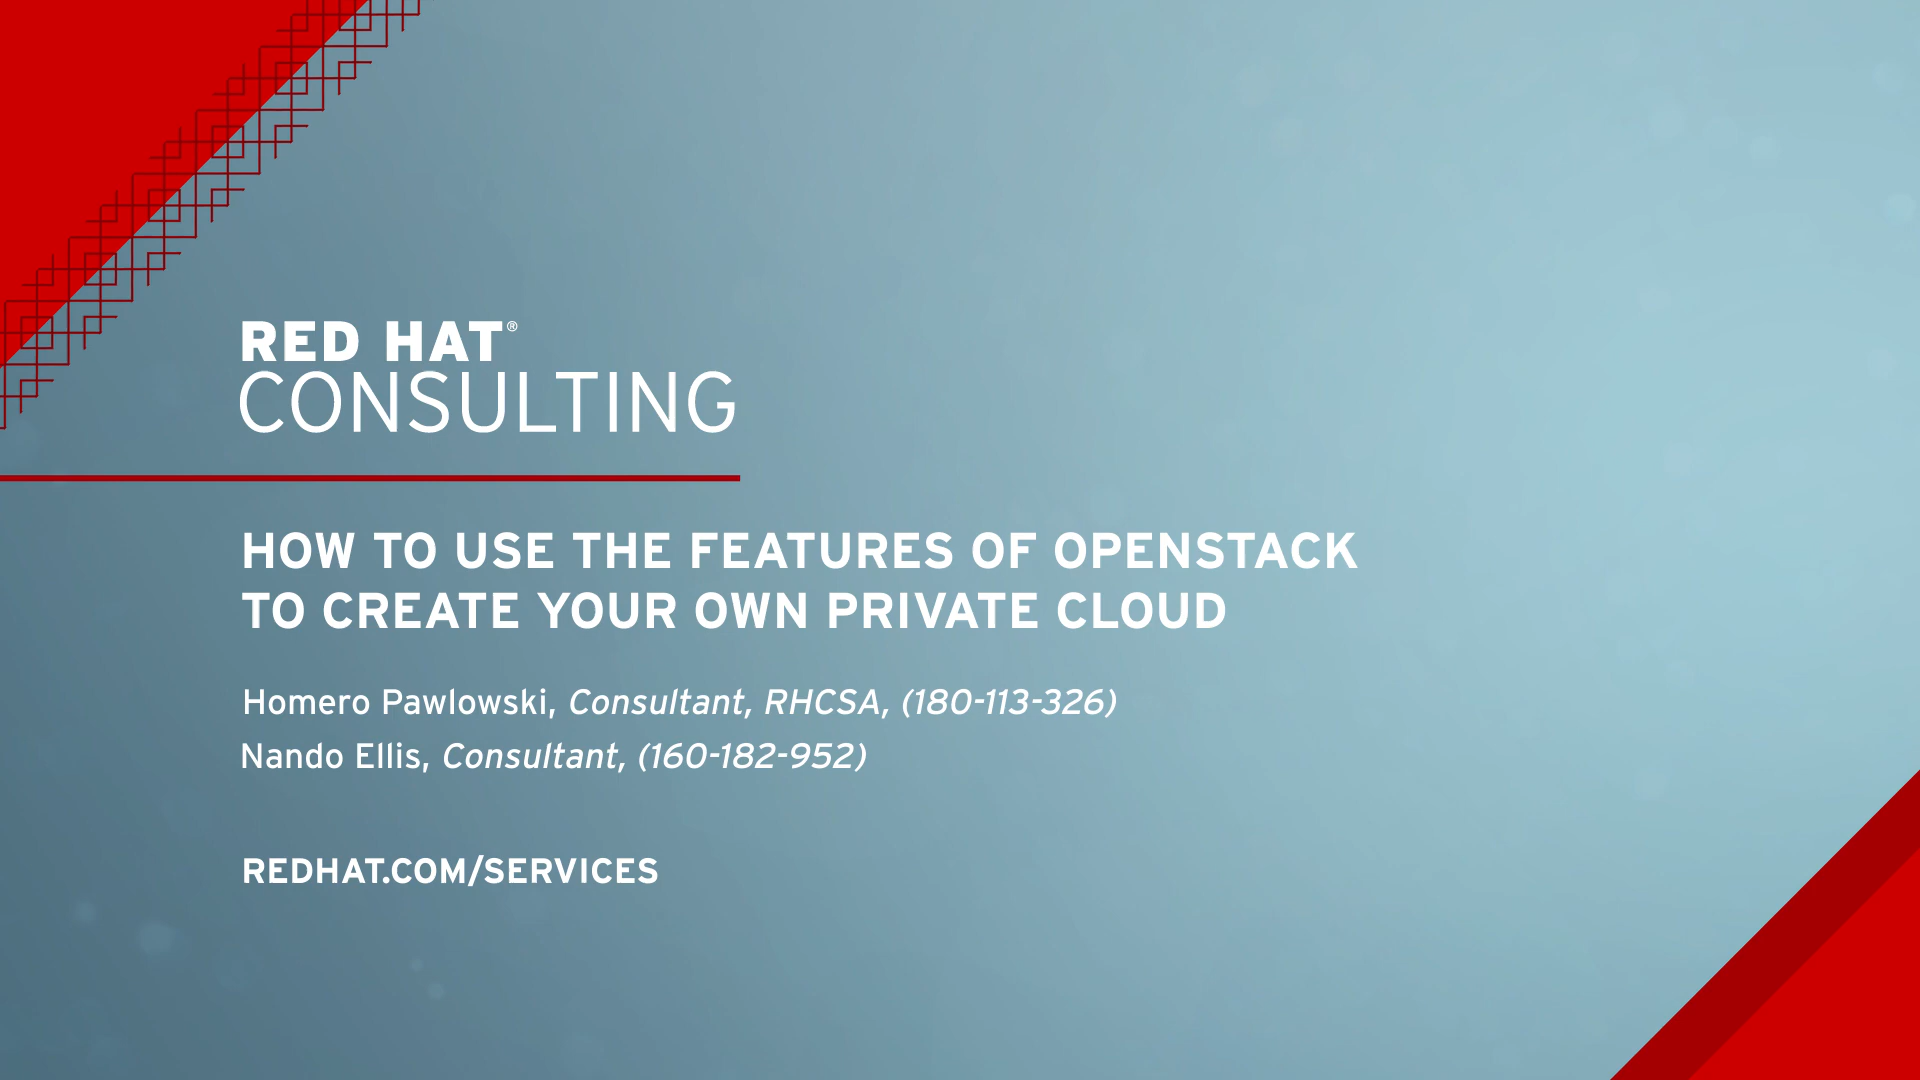 RED HAT®
CONSULTING
HOW TO USE THE FEATURES OF OPENSTACK
TO CREATE YOUR OWN PRIVATE CLOUD
Homero Pawlowski, Consultant, RHCSA, (180-113-326)
Nando Ellis, Consultant, (160-182-952)
REDHAT.COM/SERVICES